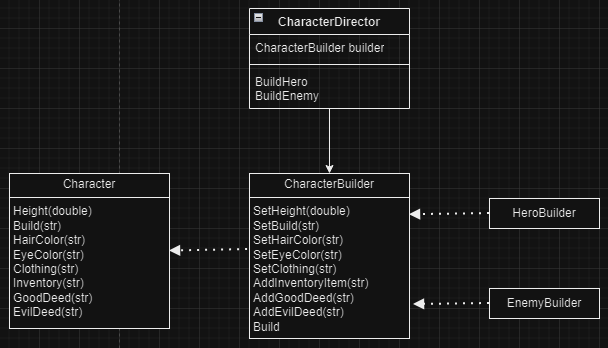 CharacterDirector
CharacterBuilder builder
BuildHero
BuildEnemy
Character
Height(double)
Build(str)
HairColor(str)
EyeColor(str)
Clothing(str)
Inventory(str)
GoodDeed(str)
EvilDeed(str)
CharacterBuilder
SetHeight(double)
SetBuild(str)
SetHairColor(str)
SetEyeColor(str)
SetClothing(str)
AddInventoryItem(str)
AddGoodDeed(str)
AddEvilDeed(str)
Build
HeroBuilder
EnemyBuilder